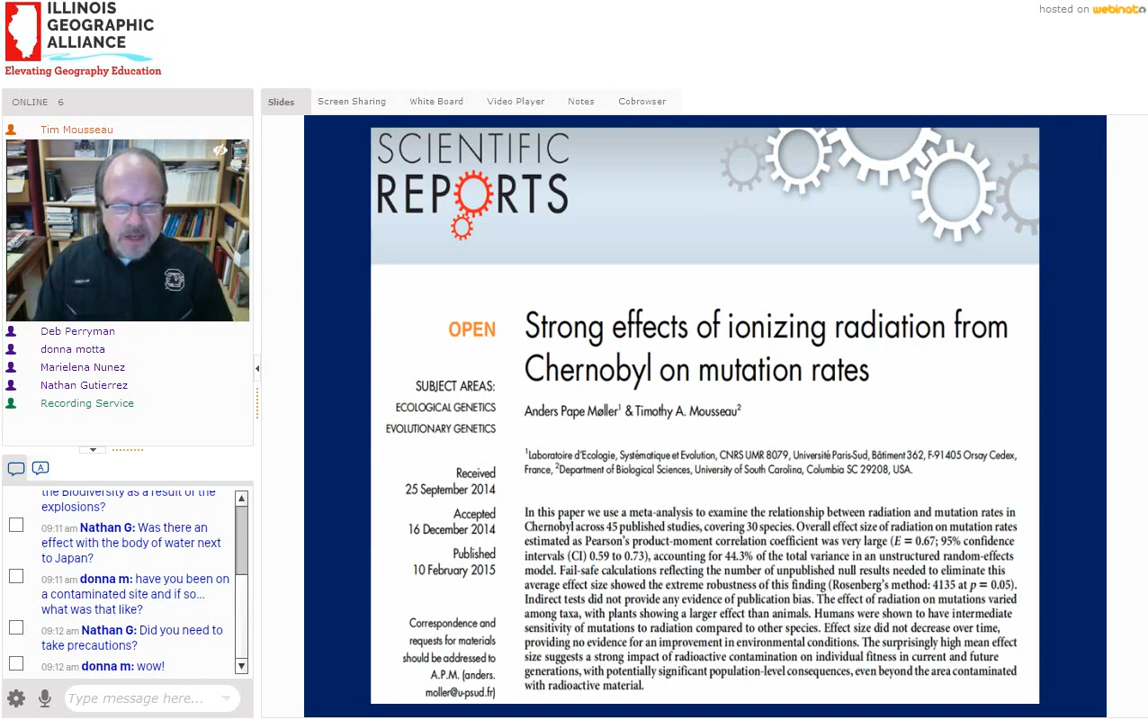 ILLINOIS
GEOGRAPHIC
ALLIANCE
Elevating Geography Education
hosted on webinato
ONLINE 6
Tim Mousseau
Deb Perryman
donna motta
Marielena Nunez
Nathan Gutierrez
Recording Service
A
the Biodiversity as a result of the
explosions?
09:11 am Nathan G: Was there an
effect with the body of water next
to Japan?
09:11 am donna m: have you been on
a contaminated site and if so...
what was that like?
09:12 am Nathan G: Did you need to
take precautions?
09:12 am donna m: wow!
Type message here...
Slides Screen Sharing White Board Video Player Notes Cobrowser
SCIENTIFIC
REPORTS
OPEN
SUBJECT AREAS:
ECOLOGICAL GENETICS
EVOLUTIONARY GENETICS
Received
25 September 2014
Accepted
16 December 2014
Published
10 February 2015
Correspondence and
requests for materials
should be addressed to
A.P.M. (anders.
moller@u-psud.fr)
Strong effects of ionizing radiation from
Chernobyl on mutation rates
Anders Pape Møller1 & Timothy A. Mousseau2
1Laboratoire d'Ecologie, Systématique et Evolution, CNRS UMR 8079, Université Paris-Sud, Bâtiment 362, F-91405 Orsay Cedex,
France, 2Department of Biological Sciences, University of South Carolina, Columbia SC 29208, USA.
In this paper we use a meta-analysis to examine the relationship between radiation and mutation rates in
Chernobyl across 45 published studies, covering 30 species. Overall effect size of radiation on mutation rates
estimated as Pearson's product-moment correlation coefficient was very large (E = 0.67; 95% confidence
intervals (CI) 0.59 to 0.73), accounting for 44.3% of the total variance in an unstructured random-effects
model. Fail-safe calculations reflecting the number of unpublished null results needed to eliminate this
average effect size showed the extreme robustness of this finding (Rosenberg's method: 4135 at p = 0.05).
Indirect tests did not provide any evidence of publication bias. The effect of radiation on mutations varied
among taxa, with plants showing a larger effect than animals. Humans were shown to have intermediate
sensitivity of mutations to radiation compared to other species. Effect size did not decrease over time,
providing no evidence for an improvement in environmental conditions. The surprisingly high mean effect
size suggests a strong impact of radioactive contamination on individual fitness in current and future
generations, with potentially significant population-level consequences, even beyond the area contaminated
with radioactive material.